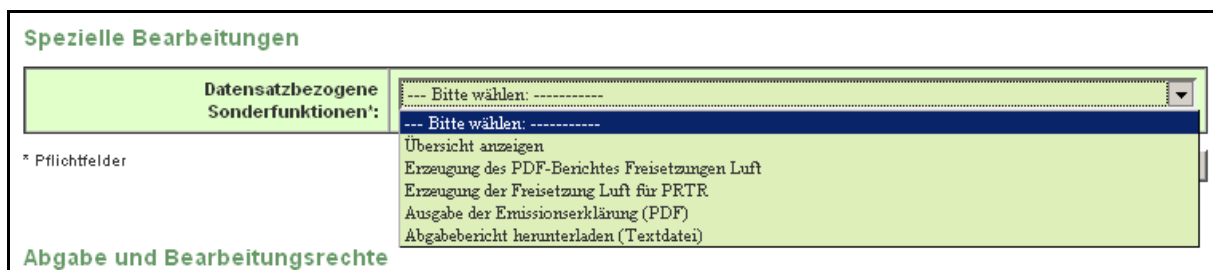 Spezielle Bearbeitungen
Datensatzbezogene
Sonderfunktionen*:
--- Bitte wählen: -----------
--- Bitte wählen: -----------
Übersicht anzeigen
Erzeugung des PDF-Berichtes Freisetzungen Luft
Erzeugung der Freisetzung Luft für PRTR
Ausgabe der Emissionserklärung (PDF)
Abgabebericht herunterladen (Textdatei)
* Pflichtfelder
Abgabe und Bearbeitungsrechte